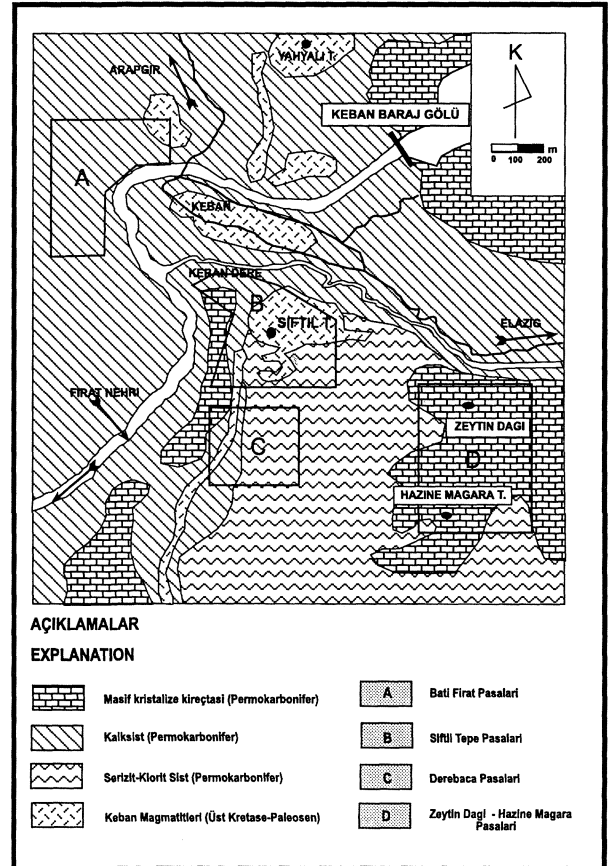 ARAPGIR
YAHYALI T.
K
KEBAN BARAJ GÖLÜ
0 100 200 m
A
KEBAN
KEBAN DERE
B
SIFTIL T.
ELAZIG
FIRAT NEHRI
ZEYTIN DAGI
C
D
HAZINE MAGARA T.
AÇIKLAMALAR
EXPLANATION
Masif kristalize kireçtasi (Permokarbonifer)
Kalksist (Permokarbonifer)
Serizit-Klorit Sist (Permokarbonifer)
Keban Magmatitleri (Üst Kretase-Paleosen)
A Bati Firat Pasalari
B Siftil Tepe Pasalari
C Derebaca Pasalari
D Zeytin Dagi - Hazine Magara
Pasalari